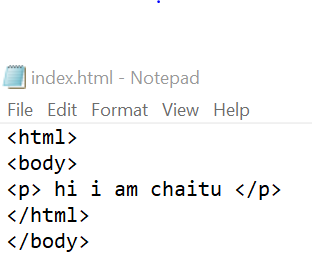 index.html - Notepad
File Edit Format View Help
<html>
<body>
<p> hi i am chaitu </p>
</html>
</body>